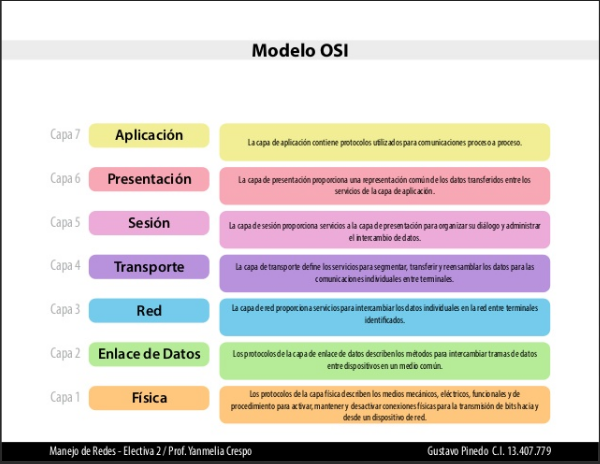 Modelo OSI
Capa 7
Aplicación
La capa de aplicación contiene protocolos utilizados para comunicaciones proceso a proceso.
Capa 6
Presentación
La capa de presentación proporciona una representación común de los datos transferidos entre los
servicios de la capa de aplicación.
Capa 5
Sesión
La capa de sesión proporciona servicios a la capa de presentación para organizar su diálogo y administrar
el intercambio de datos.
Capa 4
Transporte
La capa de transporte define los servicios para segmentar, transferir y reensamblar los datos para las
comunicaciones individuales entre terminales.
Capa 3
Red
La capa de red proporciona servicios para intercambiar los datos individuales en la red entre terminales
identificados.
Capa 2
Enlace de Datos
Los protocolos de la capa de enlace de datos describen los métodos para intercambiar tramas de datos
entre dispositivos en un medio común.
Capa 1
Física
Los protocolos de la capa física describen los medios mecánicos, eléctricos, funcionales y de
procedimiento para activar, mantener y desactivar conexiones físicas para la transmisión de bits hacia y
desde un dispositivo de red.
Manejo de Redes - Electiva 2 / Prof. Yanmelia Crespo
Gustavo Pinedo C.I. 13.407.779